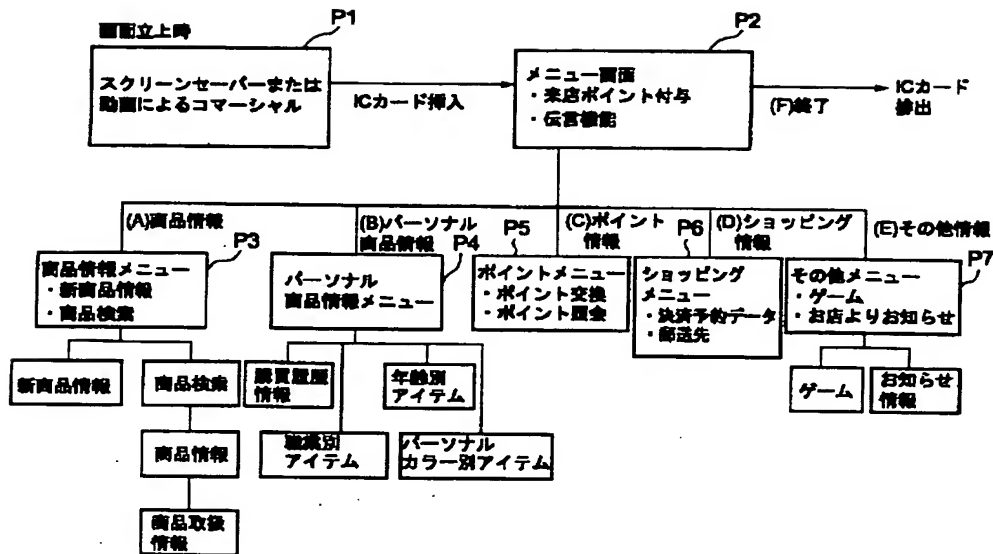 画面立上時
P1
スクリーンセーバーまたは
動画によるコマーシャル
ICカード挿入
P2
メニュー画面
・来店ポイント付与
・伝言機能
(F)終了
ICカード
排出
(A)商品情報
(B)パーソナル
商品情報
(C)ポイント
情報
(D)ショッピング
情報
(E)その他情報
P3
商品情報メニュー
・新商品情報
・商品検索
P4
パーソナル
商品情報メニュー
P5
ポイントメニュー
・ポイント交換
・ポイント照会
P6
ショッピング
メニュー
・決済予約データ
・郵送先
P7
その他メニュー
・ゲーム
・お店よりお知らせ
新商品情報
商品検索
購買履歴
情報
年齢別
アイテム
ゲーム
お知らせ
情報
商品情報
職業別
アイテム
パーソナル
カラー別アイテム
商品取扱
情報